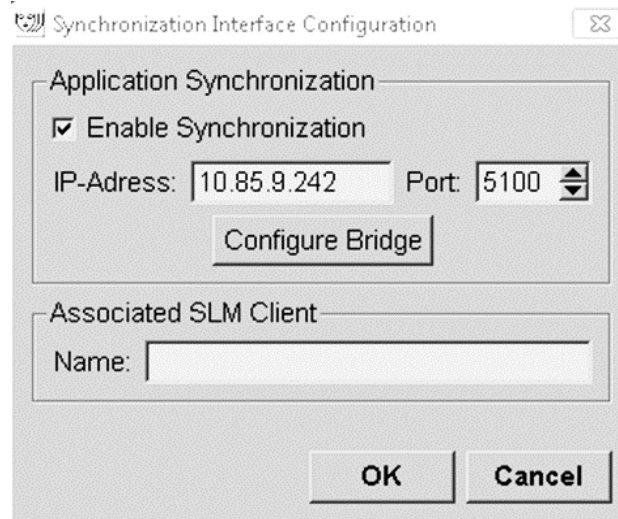 Synchronization Interface Configuration
Application Synchronization
Enable Synchronization
IP-Adress: 10.85.9.242 Port: 5100
Configure Bridge
Associated SLM Client
Name:
OK Cancel